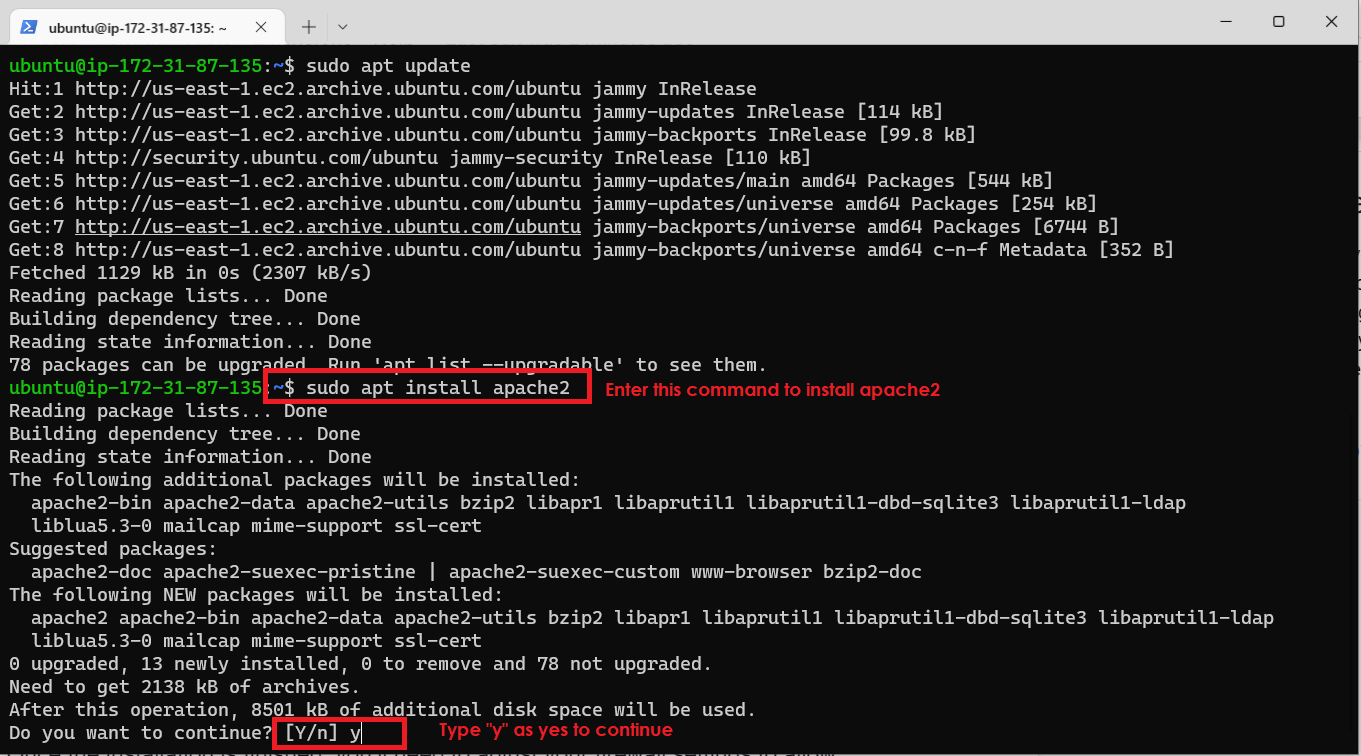 ubuntu@ip-172-31-87-135: ~
ubuntu@ip-172-31-87-135:~$ sudo apt update
Hit:1 http://us-east-1.ec2.archive.ubuntu.com/ubuntu jammy InRelease
Get:2 http://us-east-1.ec2.archive.ubuntu.com/ubuntu jammy-updates InRelease [114 kB]
Get:3 http://us-east-1.ec2.archive.ubuntu.com/ubuntu jammy-backports InRelease [99.8 kB]
Get:4 http://security.ubuntu.com/ubuntu jammy-security InRelease [110 kB]
Get:5 http://us-east-1.ec2.archive.ubuntu.com/ubuntu jammy-updates/main amd64 Packages [544 kB]
Get:6 http://us-east-1.ec2.archive.ubuntu.com/ubuntu jammy-updates/universe amd64 Packages [254 kB]
Get:7 http://us-east-1.ec2.archive.ubuntu.com/ubuntu jammy-backports/universe amd64 Packages [6744 B]
Get:8 http://us-east-1.ec2.archive.ubuntu.com/ubuntu jammy-backports/universe amd64 c-n-f Metadata [352 B]
Fetched 1129 kB in 0s (2307 kB/s)
Reading package lists... Done
Building dependency tree... Done
Reading state information... Done
78 packages can be upgraded. Run 'apt list --upgradable' to see them.
ubuntu@ip-172-31-87-135:~$ sudo apt install apache2 Enter this command to install apache2
Reading package lists... Done
Building dependency tree... Done
Reading state information... Done
The following additional packages will be installed:
apache2-bin apache2-data apache2-utils bzip2 libapr1 libaprutil1 libaprutil1-dbd-sqlite3 libaprutil1-ldap
liblua5.3-0 mailcap mime-support ssl-cert
Suggested packages:
apache2-doc apache2-suexec-pristine | apache2-suexec-custom www-browser bzip2-doc
The following NEW packages will be installed:
apache2 apache2-bin apache2-data apache2-utils bzip2 libapr1 libaprutil1 libaprutil1-dbd-sqlite3 libaprutil1-ldap
liblua5.3-0 mailcap mime-support ssl-cert
0 upgraded, 13 newly installed, 0 to remove and 78 not upgraded.
Need to get 2138 kB of archives.
After this operation, 8501 kB of additional disk space will be used.
Do you want to continue? [Y/n] y Type "y" as yes to continue